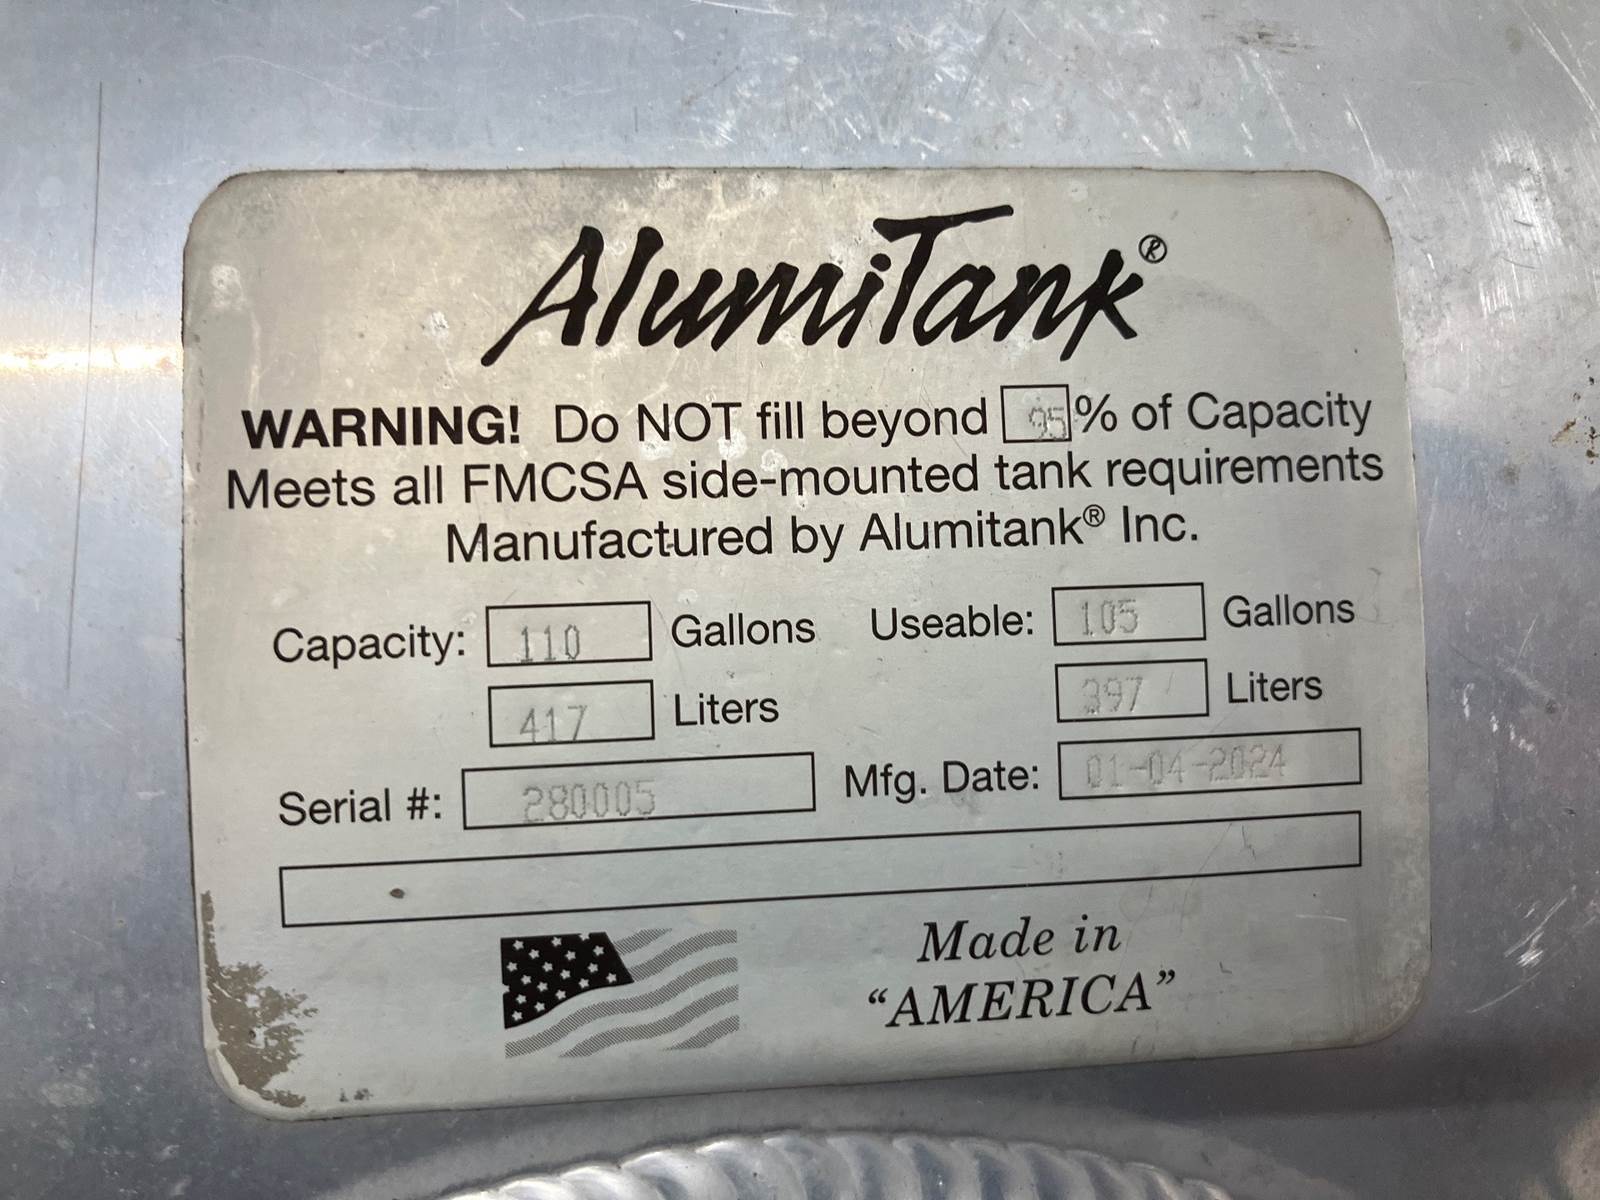 AlumiTank®
WARNING! Do NOT fill beyond 95% of Capacity
Meets all FMCSA side-mounted tank requirements
Manufactured by Alumitank® Inc.
Capacity: 110 Gallons Useable: 105 Gallons
417 Liters 397 Liters
Serial #: 280005 Mfg. Date: 01-04-2024
Made in
“AMERICA”